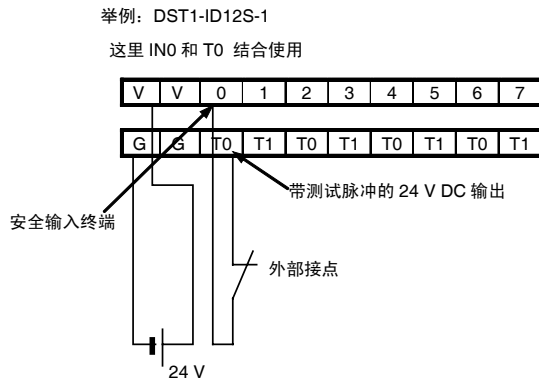 举例：DST1-ID12S-1
这里 IN0 和 T0 结合使用
V V 0 1 2 3 4 5 6 7
G G T0 T1 T0 T1 T0 T1 T0 T1
带测试脉冲的 24 V DC 输出
安全输入终端
外部接点
24 V